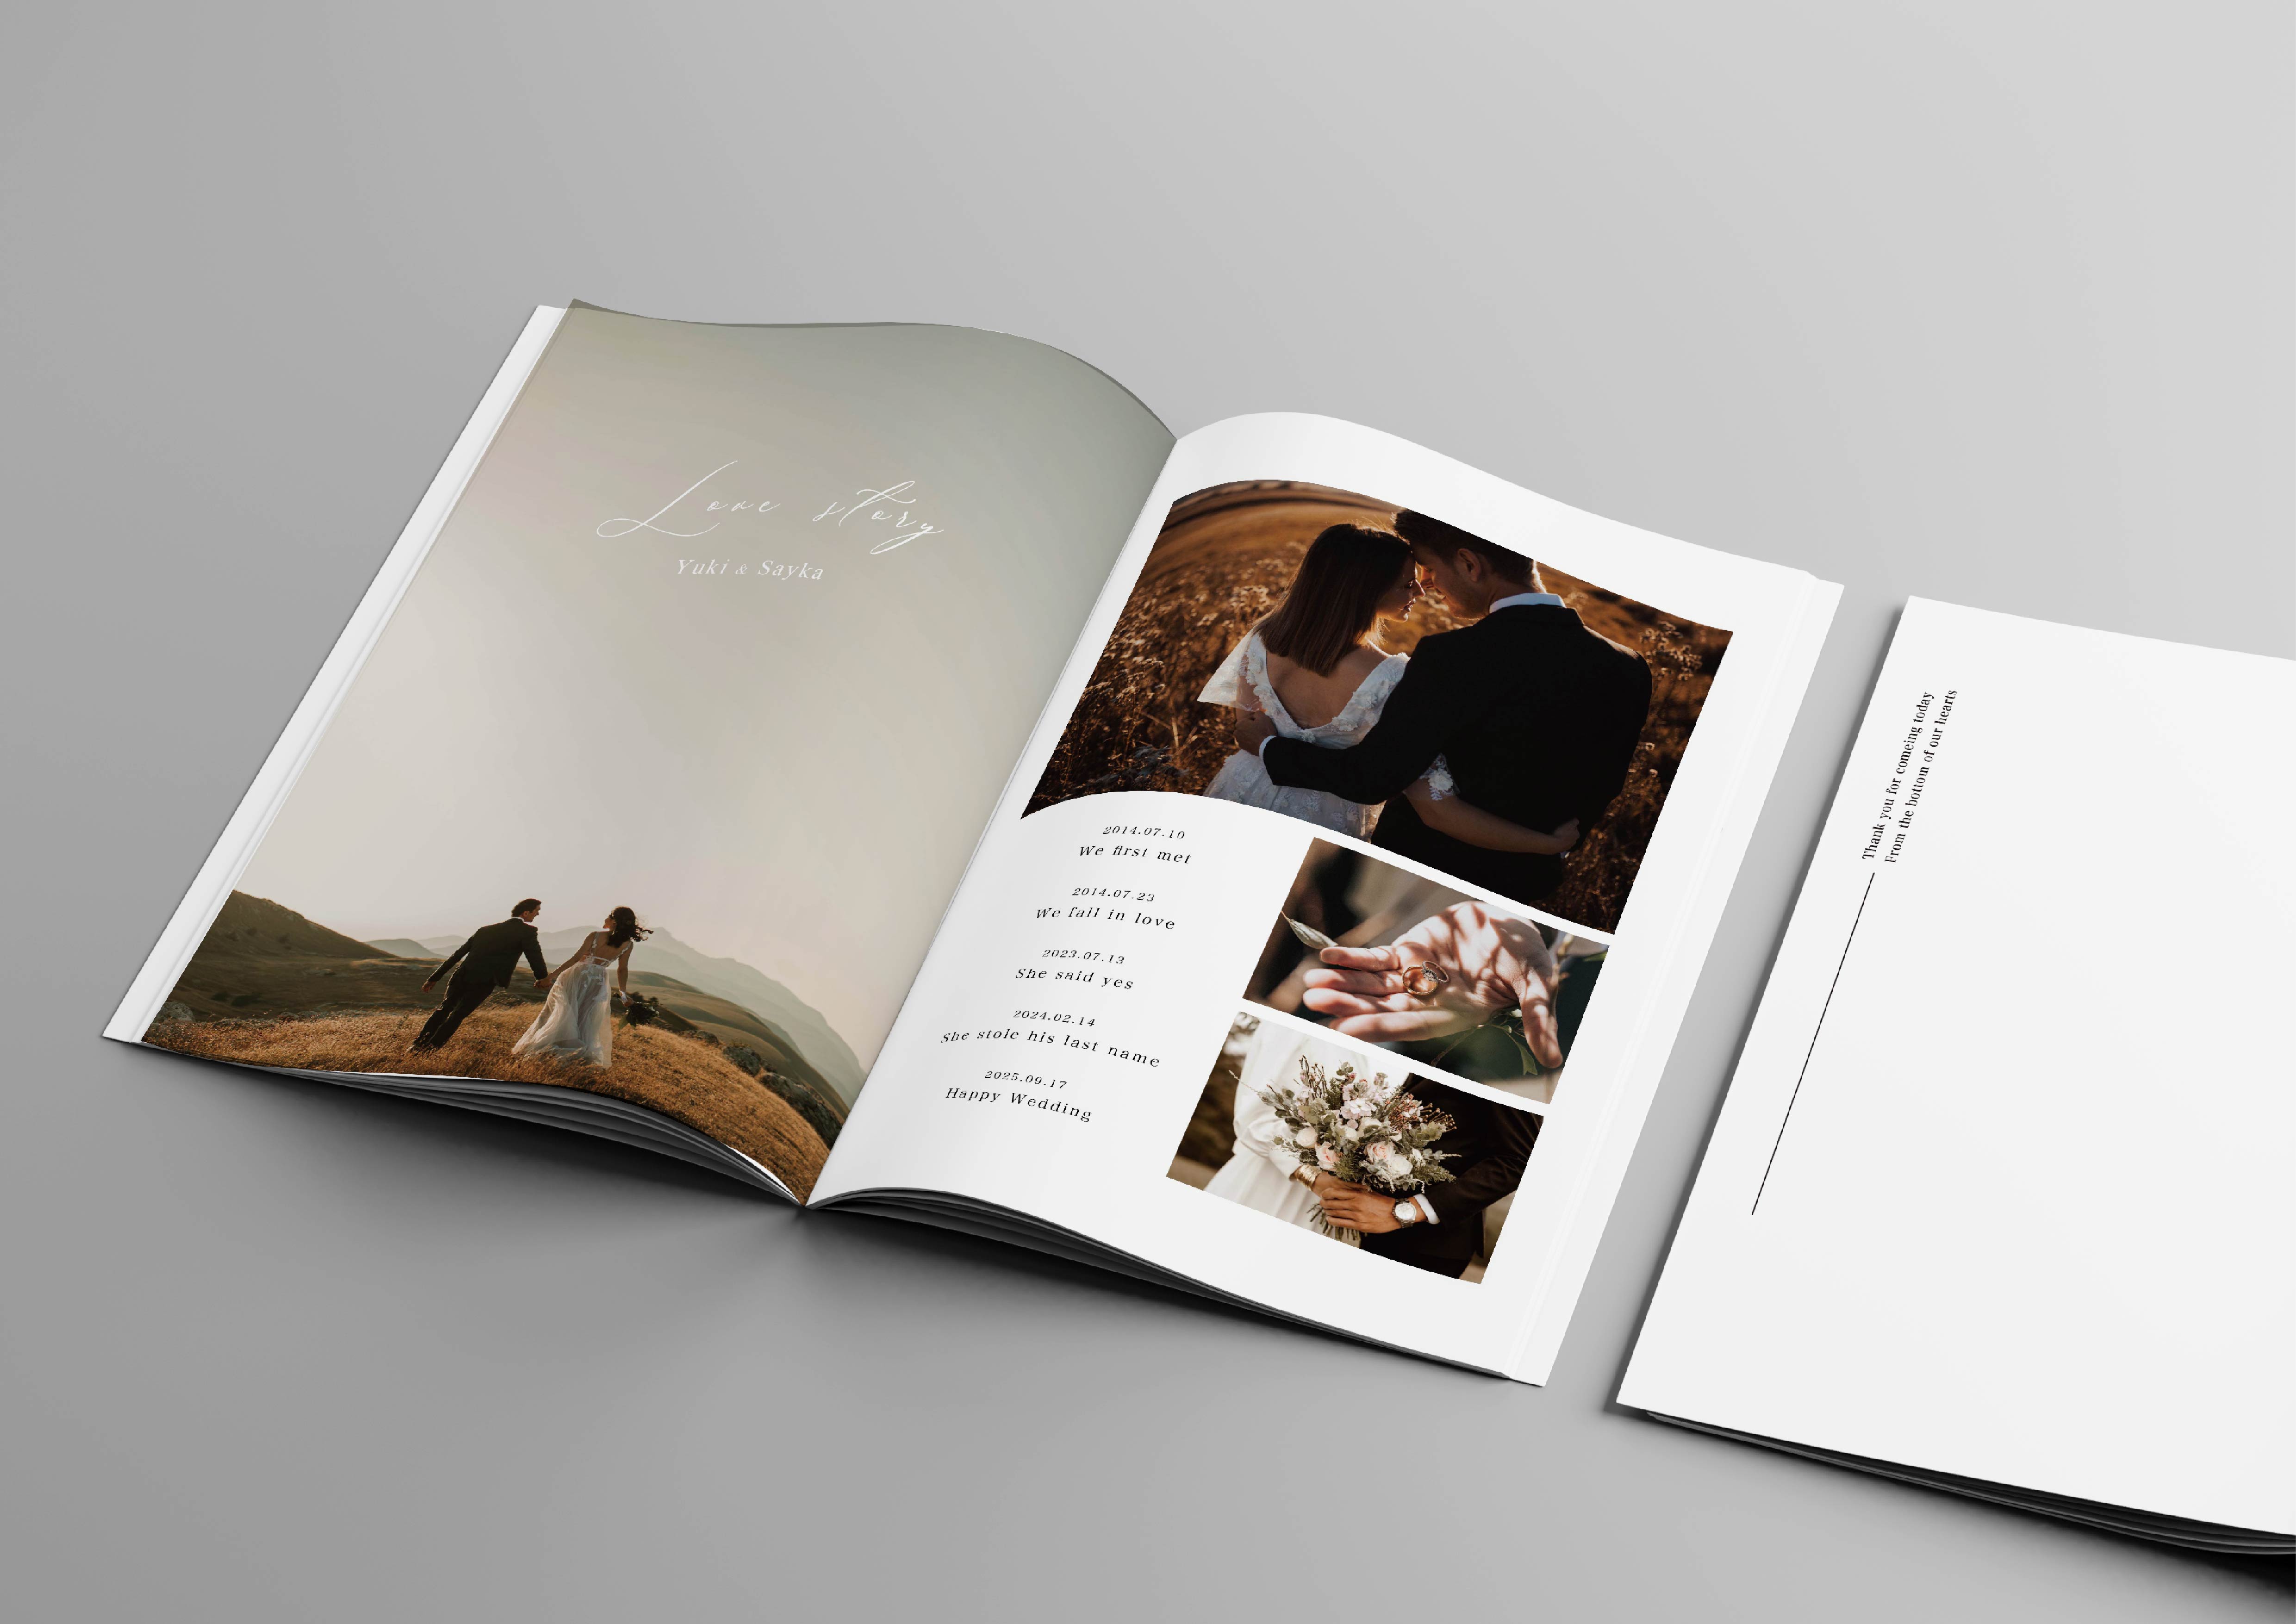 Love story
Yuki & Sayka
2014.07.10
We first met
2014.07.23
We fall in love
2023.07.13
She said yes
2024.02.14
She stole his last name
2025.09.17
Happy Wedding
Thank you for comeing today
From the bottom of our hearts